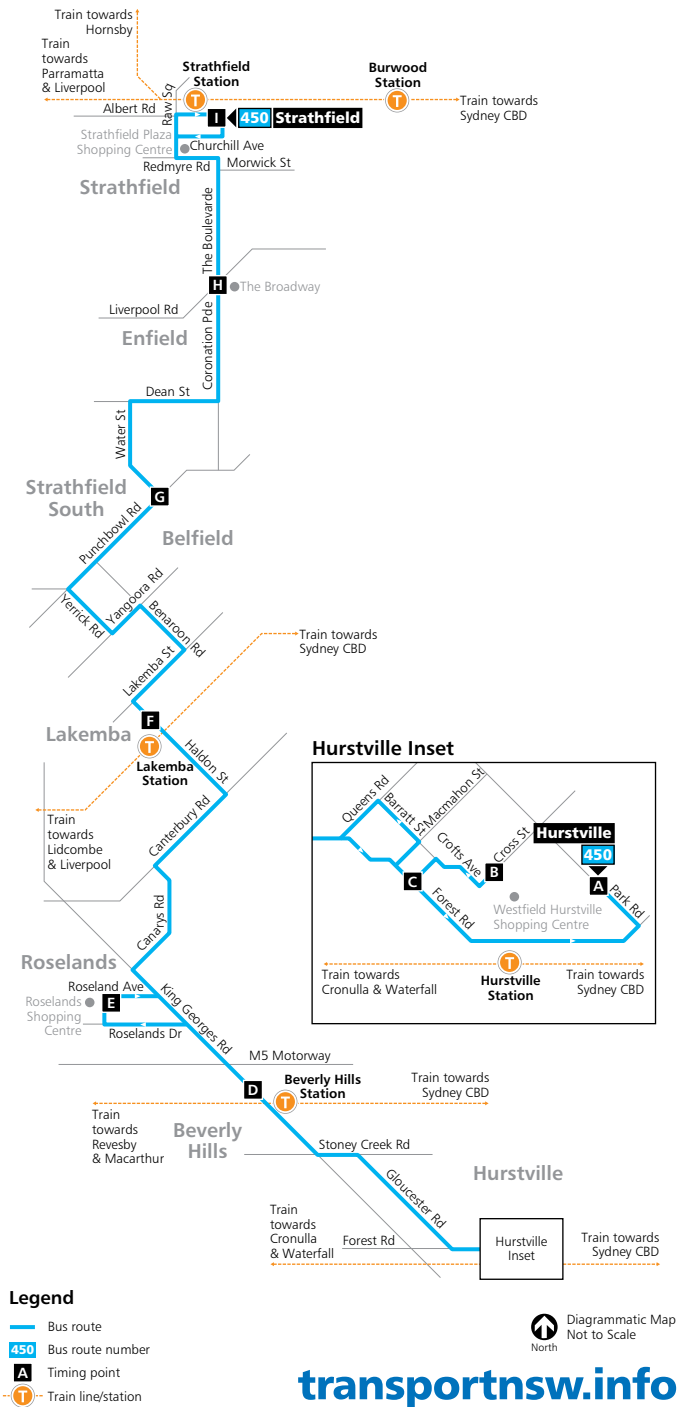 Train towards
Hornsby
Train
towards
Parramatta
& Liverpool
Strathfield
Station
Burwood
Station
T
T
Train towards
Sydney CBD
Raw Sq
Albert Rd
I
450 Strathfield
Strathfield Plaza
Shopping Centre
Churchill Ave
Redmyre Rd
Morwick St
Strathfield
The Boulevarde
H
The Broadway
Liverpool Rd
Enfield
Coronation Pde
Dean St
Water St
Strathfield
South
G
Punchbowl Rd
Belfield
Yerrick Rd
Yangoora Rd
Benaroon Rd
Train towards
Sydney CBD
Lakemba St
F
Lakemba
T
Lakemba
Station
Haldon St
Train
towards
Lidcombe
& Liverpool
Canterbury Rd
Canarys Rd
Hurstville Inset
Queens Rd
Barratt St
Macmahon St
Crofts Ave
Cross St
Hurstville
450
A
B
C
Park Rd
Forest Rd
Westfield Hurstville
Shopping Centre
T
Train towards
Cronulla & Waterfall
Hurstville
Station
Train towards
Sydney CBD
Roselands
Roseland Ave
E
Roselands
Shopping
Centre
Roselands Dr
King Georges Rd
M5 Motorway
D
T
Beverly Hills
Station
Train towards
Sydney CBD
Train
towards
Revesby
& Macarthur
Beverly
Hills
Stoney Creek Rd
Hurstville
Gloucester Rd
Train
towards
Cronulla
& Waterfall
Forest Rd
Hurstville
Inset
Train towards
Sydney CBD
Legend
Bus route
450 Bus route number
A Timing point
T Train line/station
North
Diagrammatic Map
Not to Scale
transportnsw.info